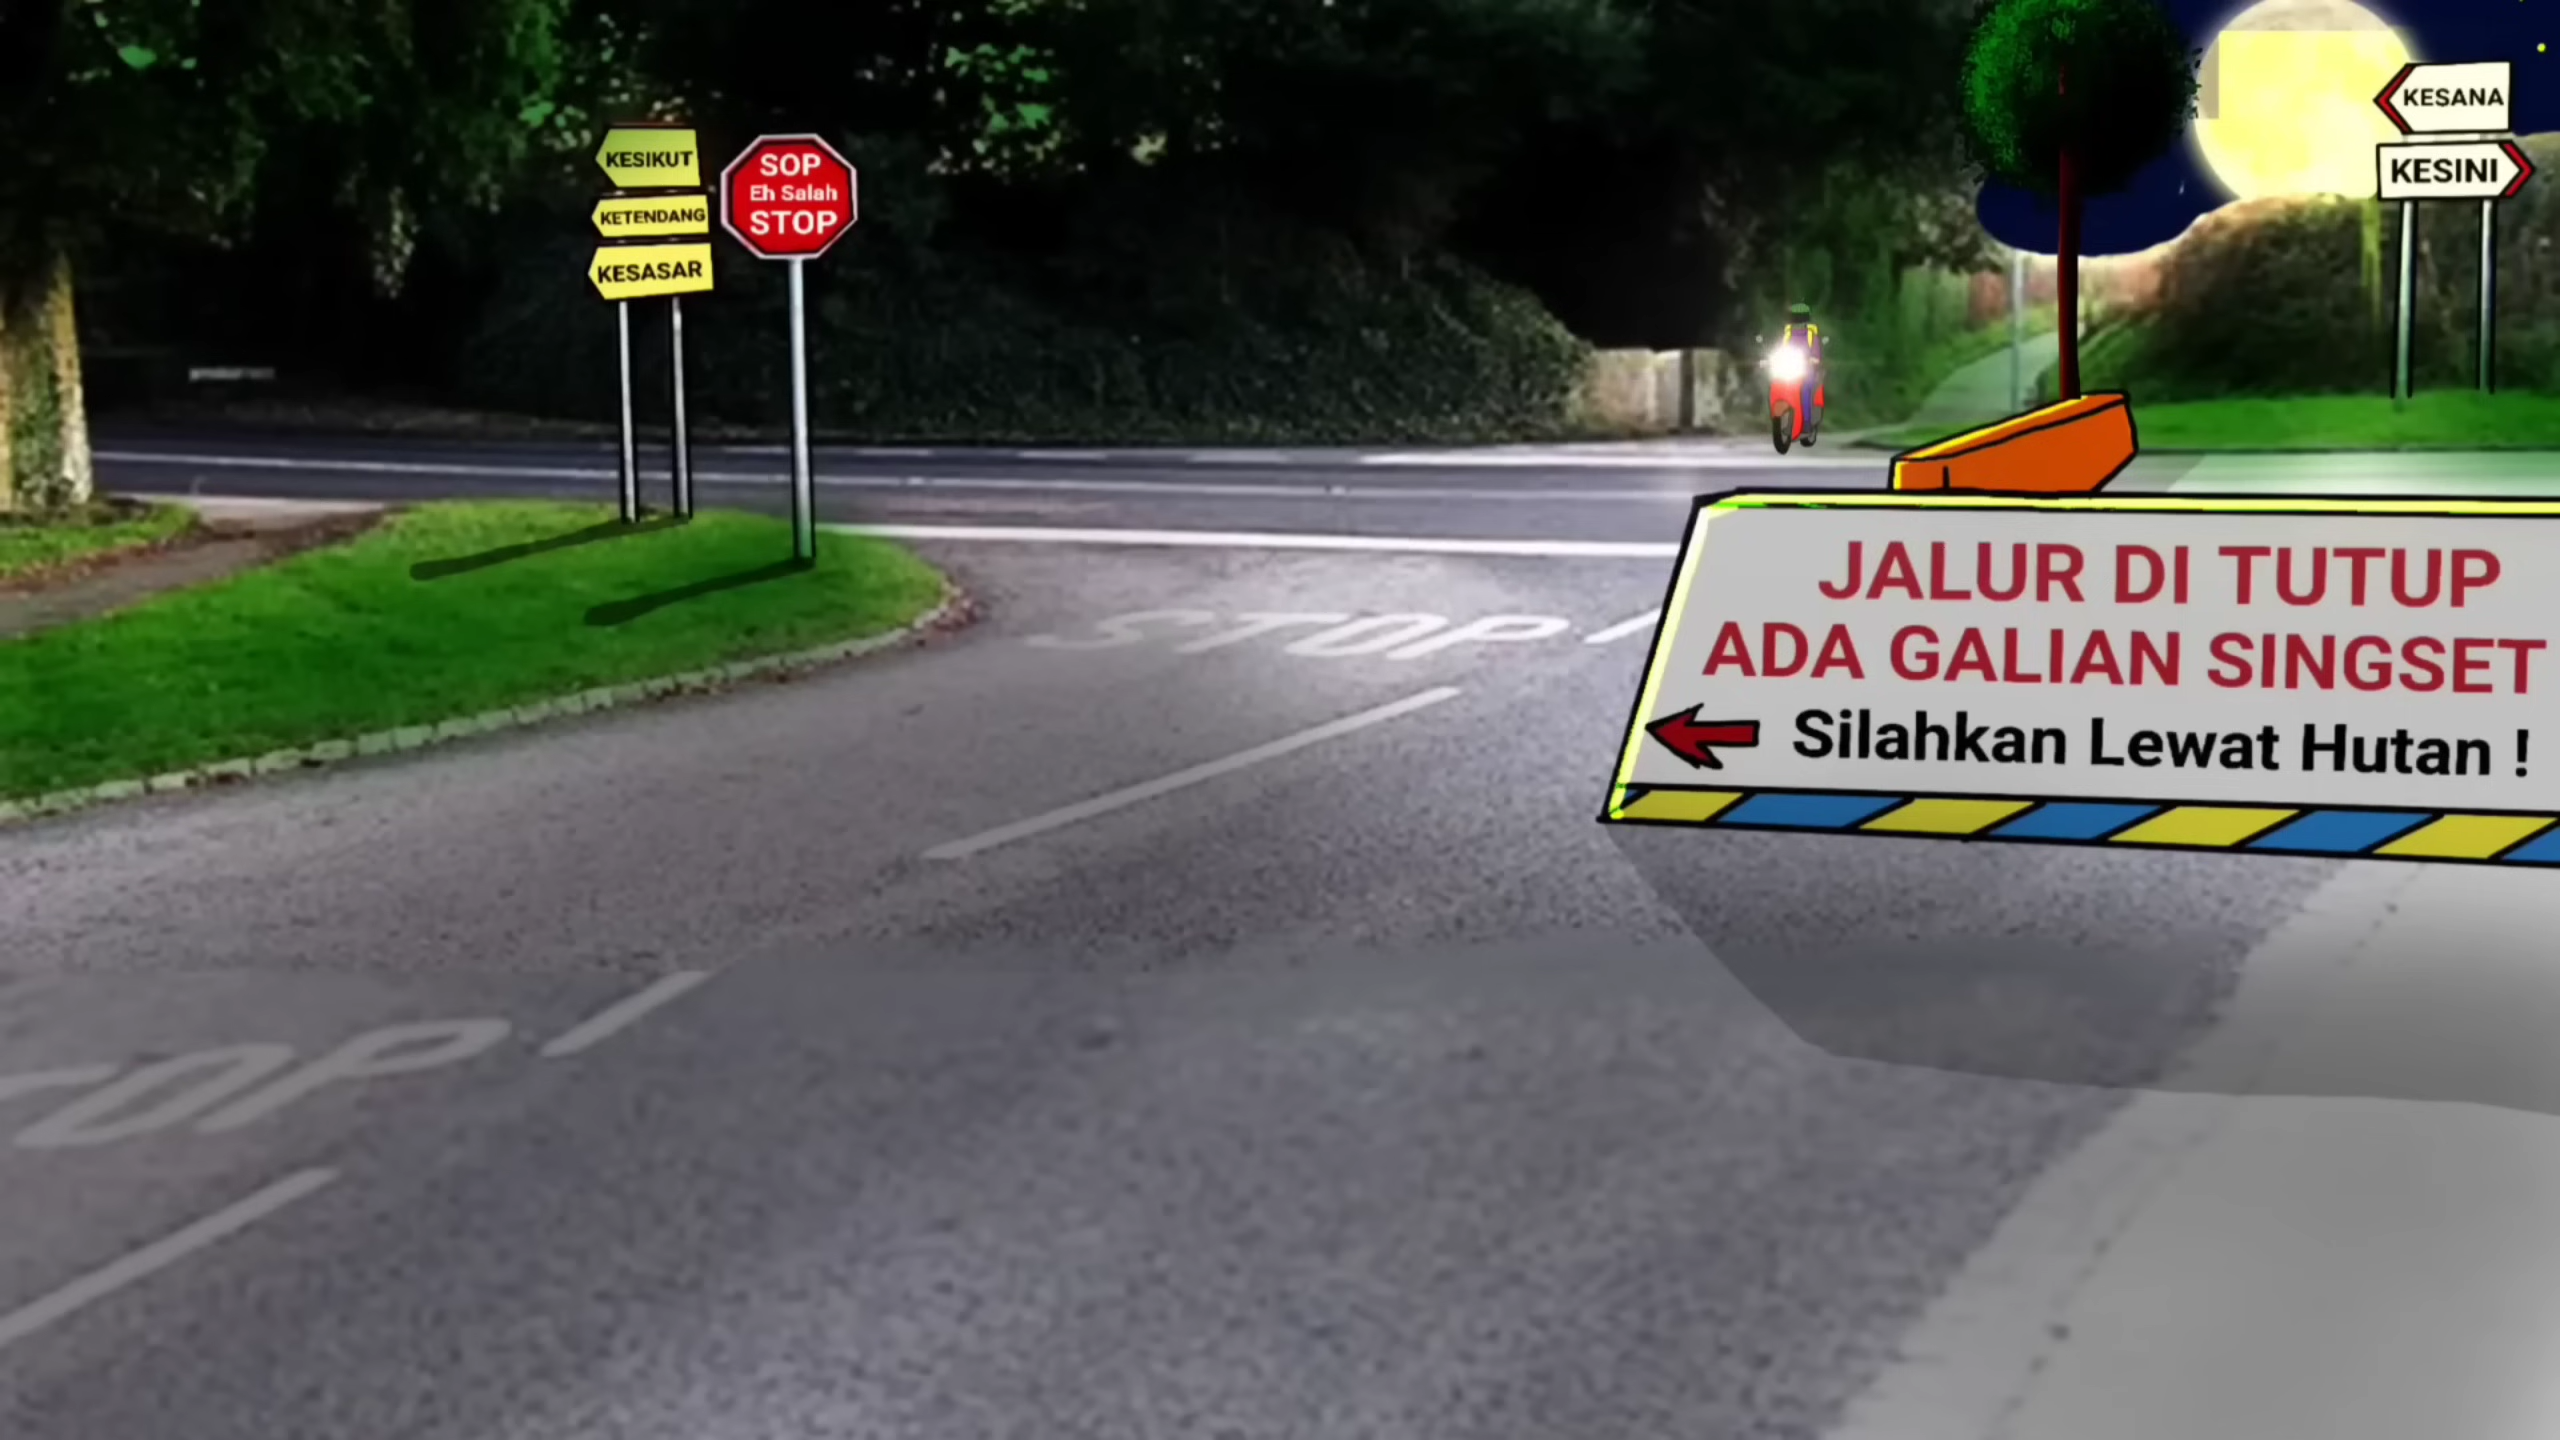 KESIKUT
KETENDANG
KESASAR
SOP
Eh Salah
STOP
KESANA
KESINI
JALUR DI TUTUP
ADA GALIAN SINGSET
Silahkan Lewat Hutan !
STOP
OP